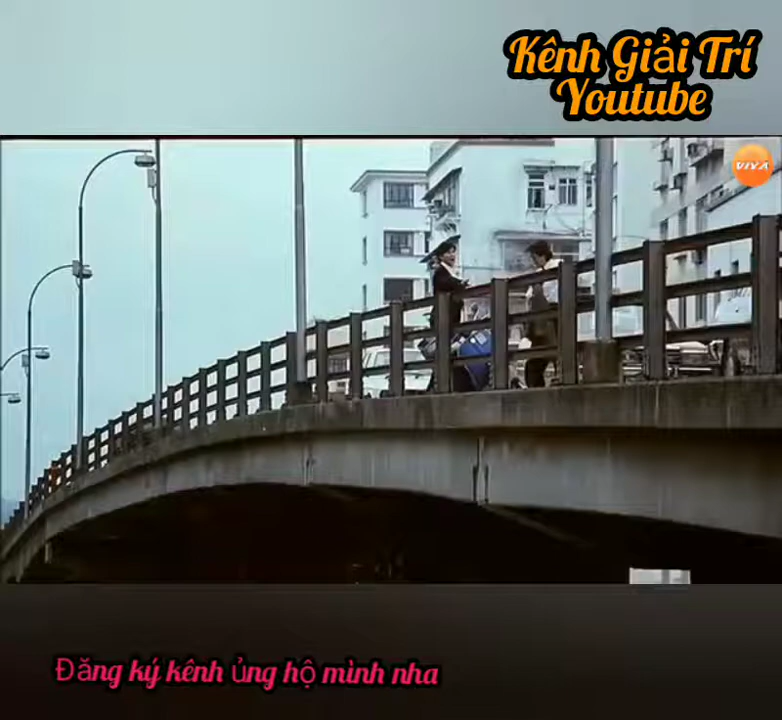 Kênh Giải Trí
Youtube
VIVA
Đăng ký kênh ủng hộ mình nha